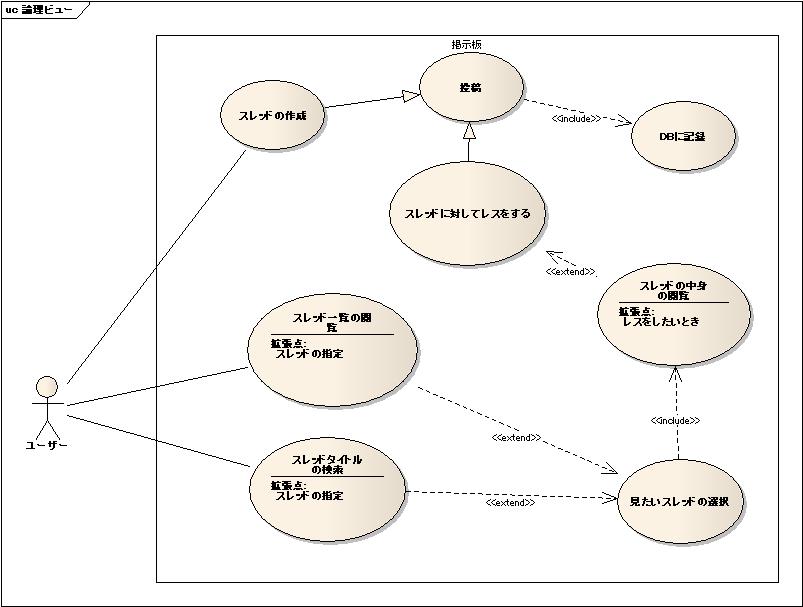 uc 論理ビュー
掲示板
投稿
スレッドの作成
<<include>>
DBに記録
スレッドに対してレスをする
<<extend>>
スレッドの中身
の閲覧
拡張点:
レスをしたいとき
スレッド一覧の閲
覧
拡張点:
スレッドの指定
ユーザー
<<include>>
<<extend>>
スレッドタイトル
の検索
拡張点:
スレッドの指定
<<extend>>
見たいスレッドの選択